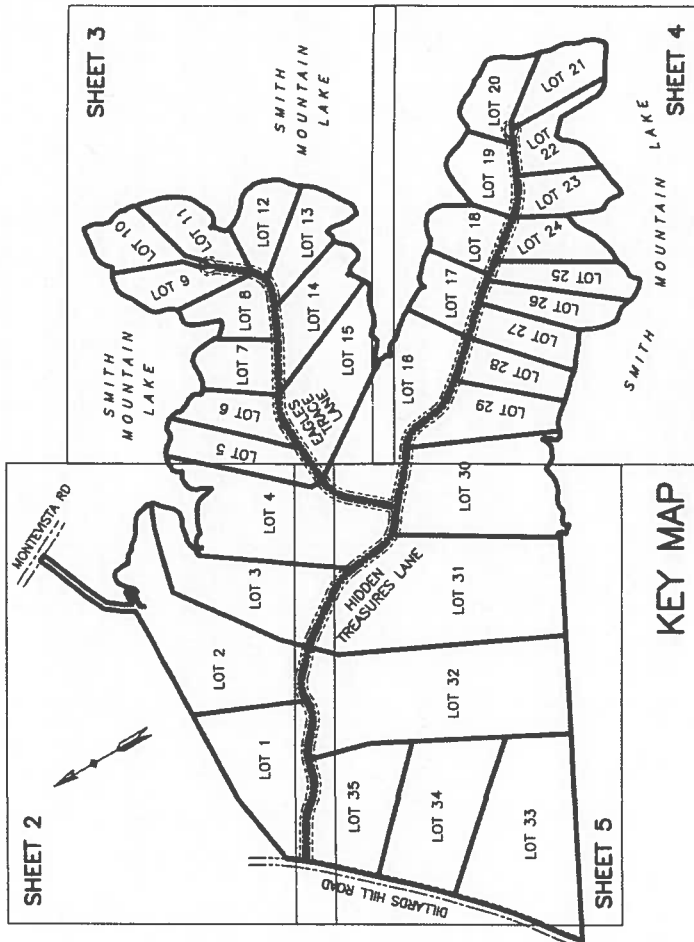 SHEET 2
MONTEVISTA RD
LOT 1
LOT 2
LOT 3
LOT 4
SHEET 3
SMITH
MOUNTAIN
LAKE
LOT 5
LOT 6
LOT 7
LOT 8
LOT 9
LOT 10
LOT 11
LOT 12
LOT 13
LOT 14
LOT 15
EAGLES
TRACE
LANE
SMITH
MOUNTAIN
LAKE
HIDDEN
TREASURES LANE
DILLARDS HILL ROAD
LOT 35
LOT 34
LOT 33
LOT 32
LOT 31
LOT 30
SHEET 5
LOT 16
LOT 17
LOT 18
LOT 19
LOT 20
LOT 21
LOT
22
LOT 23
LOT 24
LOT 25
LOT 26
LOT 27
LOT 28
LOT 29
SMITH MOUNTAIN LAKE
SHEET 4
KEY MAP